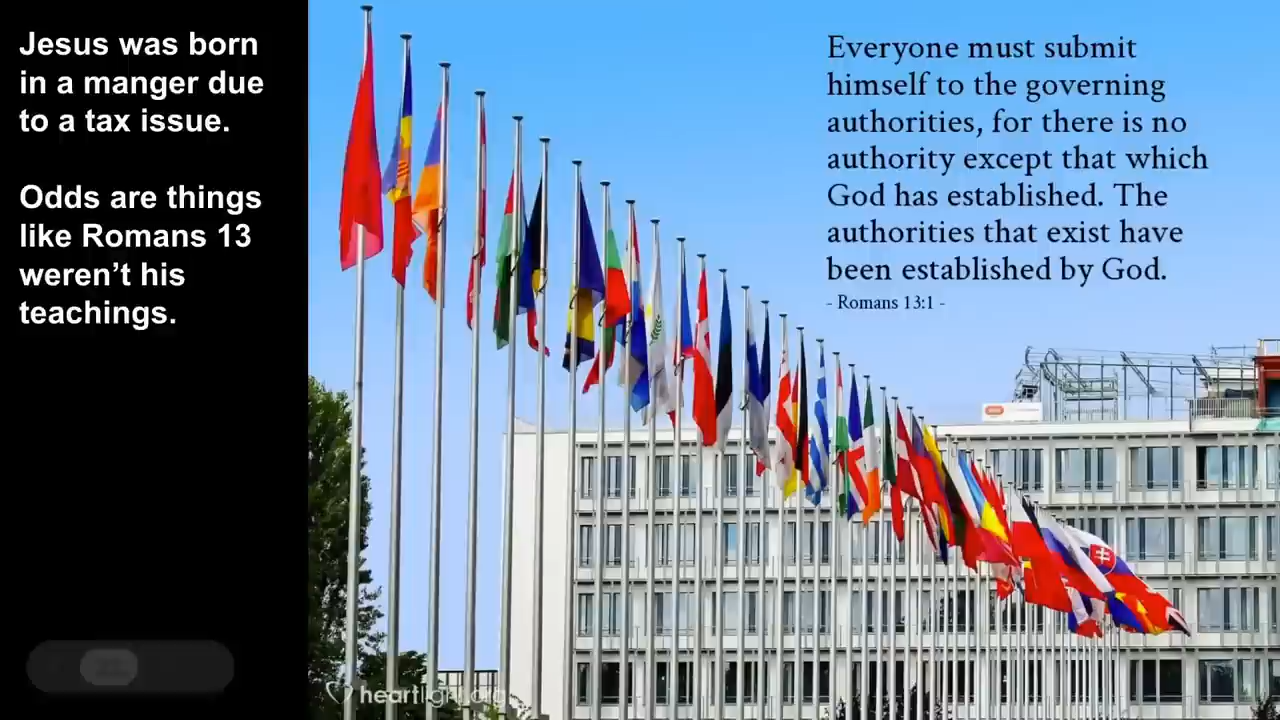 Jesus was born
in a manger due
to a tax issue.
Odds are things
like Romans 13
weren’t his
teachings.
Everyone must submit
himself to the governing
authorities, for there is no
authority except that which
God has established. The
authorities that exist have
been established by God.
- Romans 13:1 -
heartlight.org